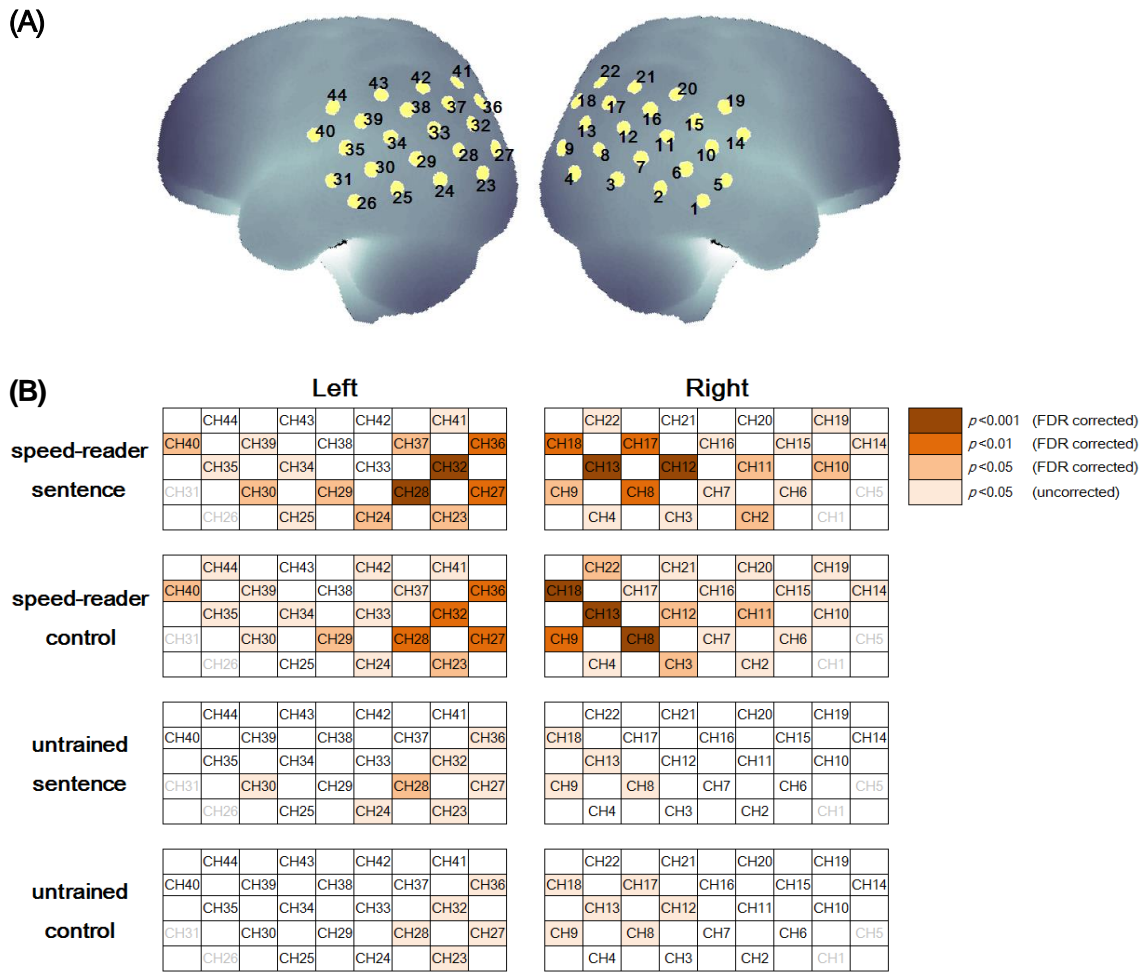 (A)
41
42
43
44
38
37
36
39
33
32
40
34
35
28
27
29
30
31
24
23
25
26
22
21
20
18
17
19
16
13
15
12
11
14
9
8
10
7
6
4
3
5
2
1
(B)
Left
Right
CH44 CH43 CH42 CH41 CH22 CH21 CH20 CH19
CH40 CH39 CH38 CH37 CH36 CH18 CH17 CH16 CH15 CH14
speed-reader
sentence
CH35 CH34 CH33 CH32 CH13 CH12 CH11 CH10
CH31 CH30 CH29 CH28 CH27 CH9 CH8 CH7 CH6 CH5
CH26 CH25 CH24 CH23 CH4 CH3 CH2 CH1
p<0.001 (FDR corrected)
p<0.01 (FDR corrected)
p<0.05 (FDR corrected)
p<0.05 (uncorrected)
CH44 CH43 CH42 CH41 CH22 CH21 CH20 CH19
CH40 CH39 CH38 CH37 CH36 CH18 CH17 CH16 CH15 CH14
speed-reader
control
CH35 CH34 CH33 CH32 CH13 CH12 CH11 CH10
CH31 CH30 CH29 CH28 CH27 CH9 CH8 CH7 CH6 CH5
CH26 CH25 CH24 CH23 CH4 CH3 CH2 CH1
CH44 CH43 CH42 CH41 CH22 CH21 CH20 CH19
CH40 CH39 CH38 CH37 CH36 CH18 CH17 CH16 CH15 CH14
untrained
sentence
CH35 CH34 CH33 CH32 CH13 CH12 CH11 CH10
CH31 CH30 CH29 CH28 CH27 CH9 CH8 CH7 CH6 CH5
CH26 CH25 CH24 CH23 CH4 CH3 CH2 CH1
CH44 CH43 CH42 CH41 CH22 CH21 CH20 CH19
CH40 CH39 CH38 CH37 CH36 CH18 CH17 CH16 CH15 CH14
untrained
control
CH35 CH34 CH33 CH32 CH13 CH12 CH11 CH10
CH31 CH30 CH29 CH28 CH27 CH9 CH8 CH7 CH6 CH5
CH26 CH25 CH24 CH23 CH4 CH3 CH2 CH1